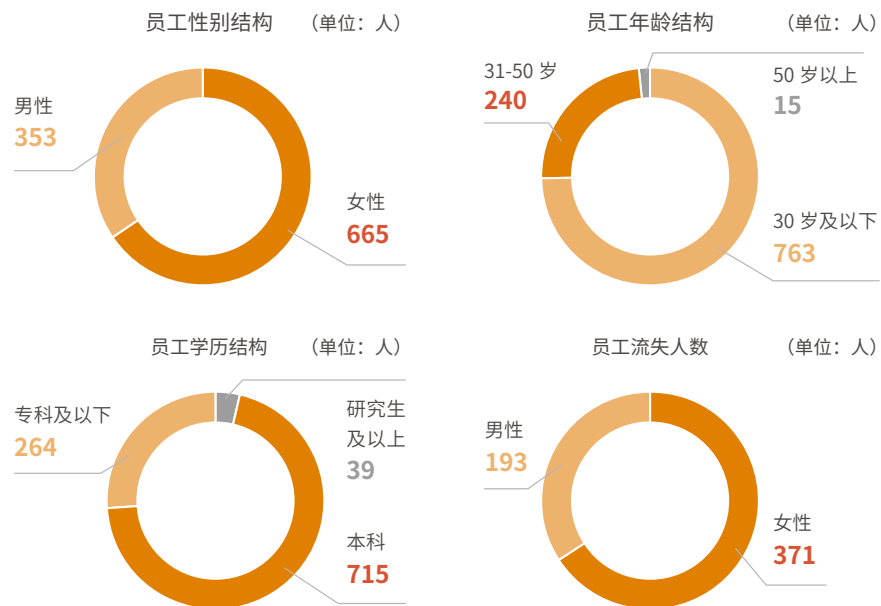 员工性别结构 （单位：人）
男性
353
女性
665
员工年龄结构 （单位：人）
31-50 岁
240
50 岁以上
15
30 岁及以下
763
员工学历结构 （单位：人）
专科及以下
264
研究生
及以上
39
本科
715
员工流失人数 （单位：人）
男性
193
女性
371